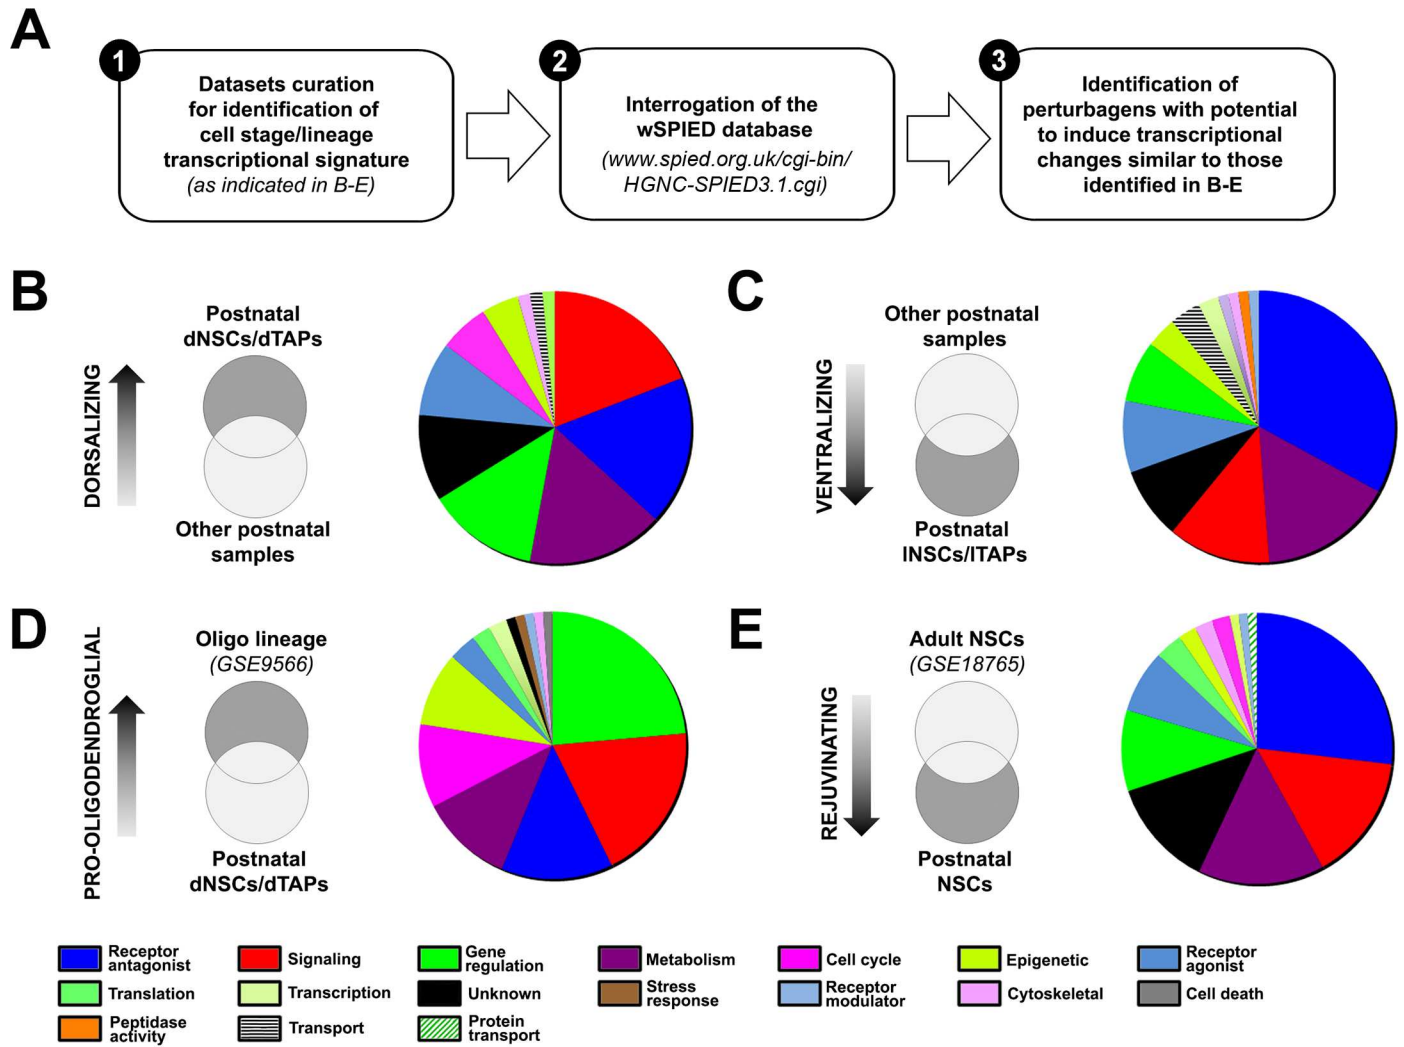 A
1
Datasets curation
for identification of
cell stage/lineage
transcriptional signature
(as indicated in B-E)
2
Interrogation of the
wSPIED database
(www.spied.org.uk/cgi-bin/
HGNC-SPIED3.1.cgi)
3
Identification of
perturbagens with potential
to induce transcriptional
changes similar to those
identified in B-E
B
DORSALIZING
Postnatal
dNSCs/dTAPs
Other postnatal
samples
C
VENTRALIZING
Other postnatal
samples
Postnatal
lNSCs/lTAPs
D
PRO-OLIGODENDROGLIAL
Oligo lineage
(GSE9566)
Postnatal
dNSCs/dTAPs
E
REJUVINATING
Adult NSCs
(GSE18765)
Postnatal
NSCs
Receptor
antagonist
Signaling
Gene
regulation
Metabolism
Cell cycle
Epigenetic
Receptor
agonist
Translation
Transcription
Unknown
Stress
response
Receptor
modulator
Cytoskeletal
Cell death
Peptidase
activity
Transport
Protein
transport